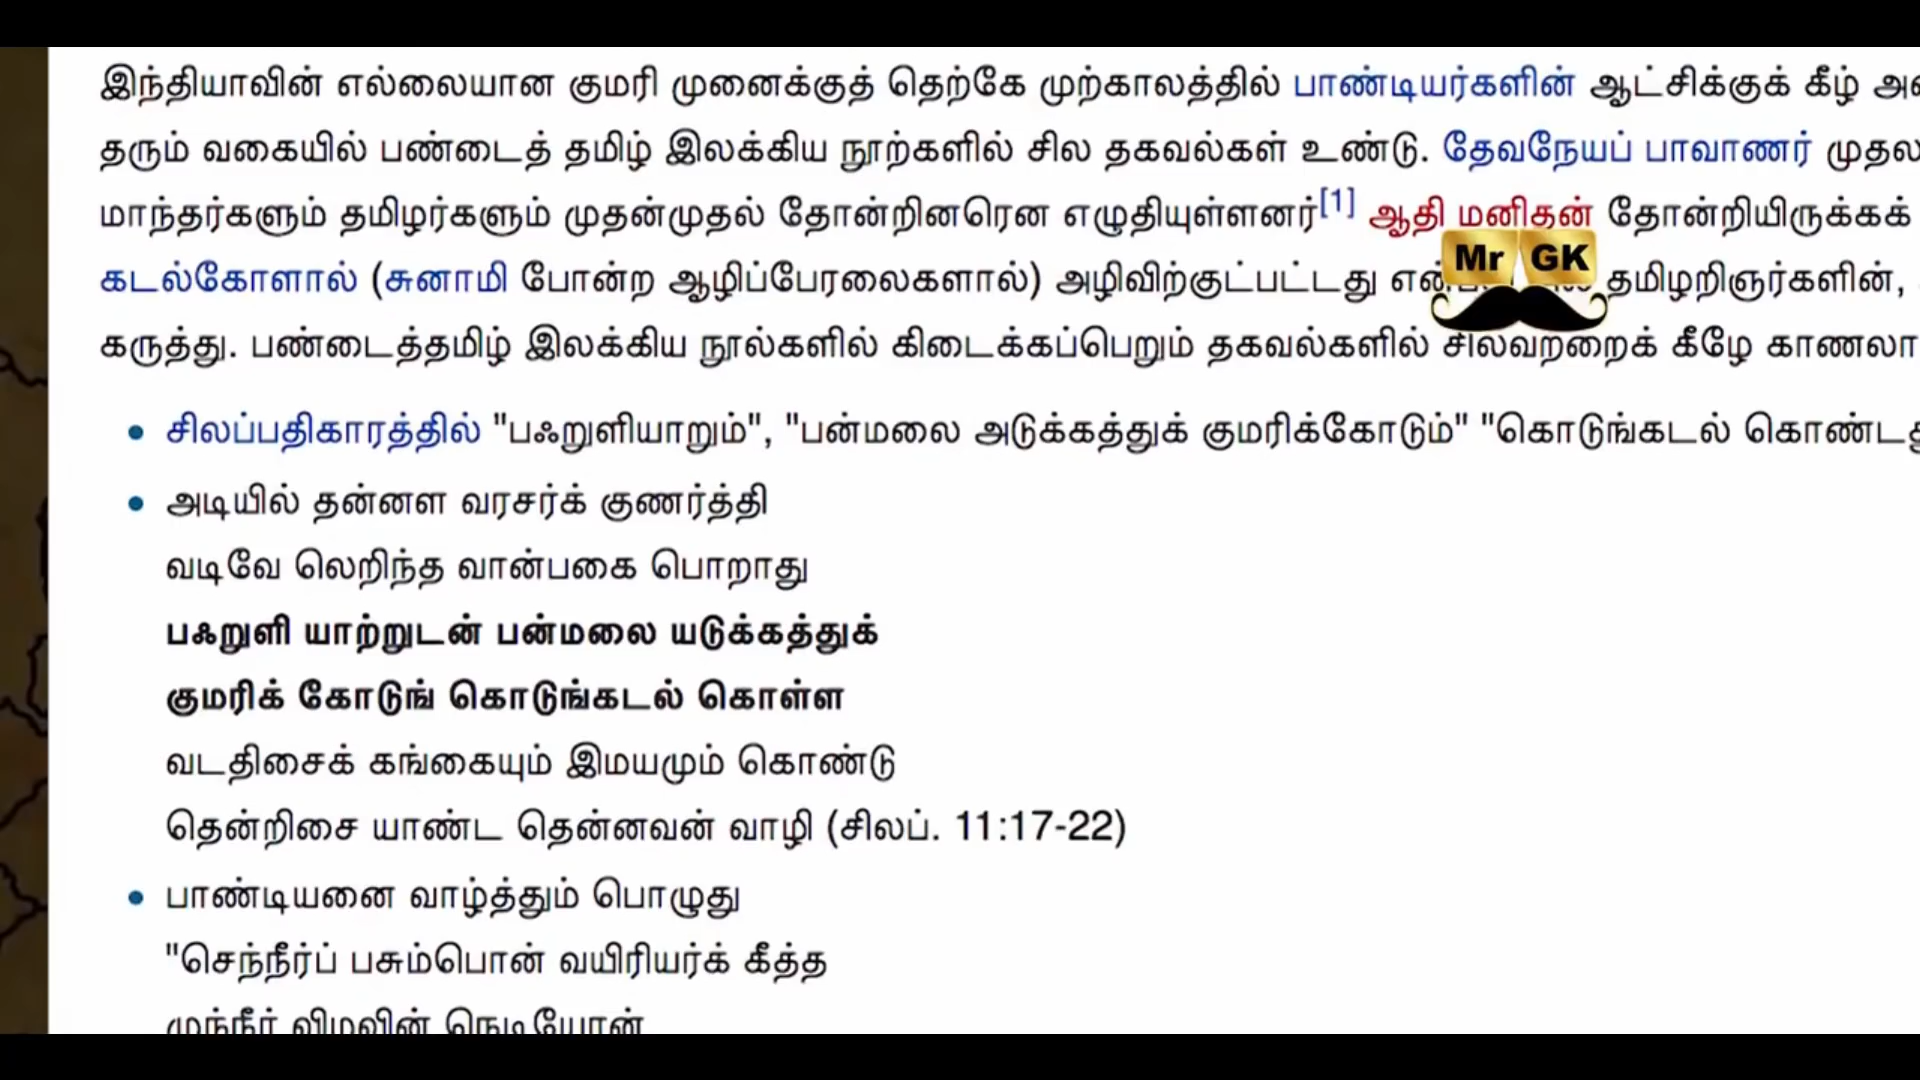 இந்தியாவின் எல்லையான குமரி முனைக்குத் தெற்கே முற்காலத்தில் பாண்டியர்களின் ஆட்சிக்குக் கீழ்
தரும் வகையில் பண்டைத் தமிழ் இலக்கிய நூற்களில் சில தகவல்கள் உண்டு. தேவநேயப் பாவாணர் முதல
மாந்தர்களும் தமிழர்களும் முதன்முதல் தோன்றினரென எழுதியுள்ளனர்[1] ஆதி மனிதன் தோன்றியிருக்கக்
Mr GK
கடல்கோளால் (சுனாமி போன்ற ஆழிப்பேரலைகளால்) அழிவிற்குட்பட்டது தமிழறிஞர்களின்,
கருத்து. பண்டைத்தமிழ் இலக்கிய நூல்களில் கிடைக்கப்பெறும் தகவல்களில் சிலவற்றைக் கீழே காணலா
• சிலப்பதிகாரத்தில் "பஃறுளியாறும்", "பன்மலை அடுக்கத்துக் குமரிக்கோடும்" "கொடுங்கடல்
• அடியில் தன்னள வரசர்க் குணர்த்தி
வடிவே லெறிந்த வான்பகை பொறாது
பஃறுளி யாற்றுடன் பன்மலை யடுக்கத்துக்
குமரிக் கோடுங் கொடுங்கடல் கொள்ள
வடதிசைக் கங்கையும் இமயமும் கொண்டு
தென்றிசை யாண்ட தென்னவன் வாழி (சிலப். 11:17-22)
• பாண்டியனை வாழ்த்தும் பொழுது
"செந்நீர்ப் பசும்பொன் வயிரியர்க் கீத்த
முந்நீர் விழவின் நெடியோன்